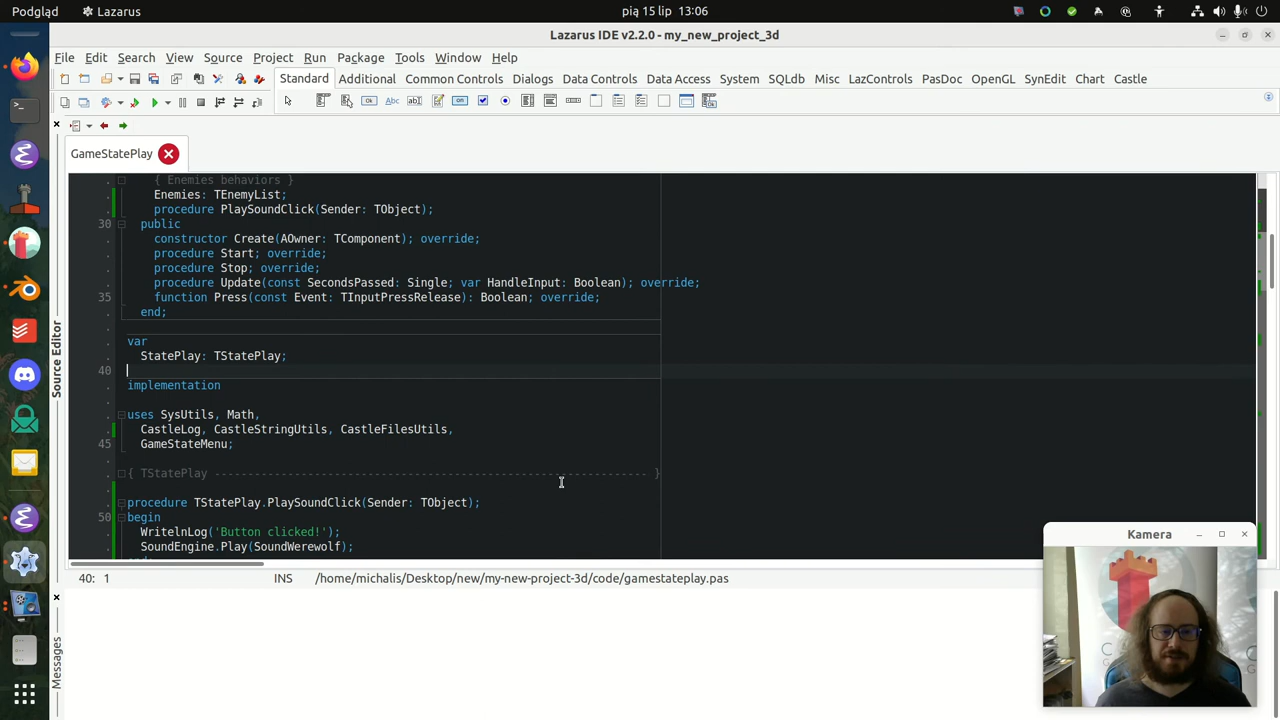 Podgląd Lazarus pią 15 lip 13:06
Lazarus IDE v2.2.0 - my_new_project_3d
File Edit Search View Source Project Run Package Tools Window Help
Standard Additional Common Controls Dialogs Data Controls Data Access System SQLdb Misc LazControls PasDoc OpenGL SynEdit Chart Castle
GameStatePlay
Source Editor
{ Enemies behaviors }
Enemies: TEnemyList;
procedure PlaySoundClick(Sender: TObject);
30 public
constructor Create(AOwner: TComponent); override;
procedure Start; override;
procedure Stop; override;
procedure Update(const SecondsPassed: Single; var HandleInput: Boolean); override;
35 function Press(const Event: TInputPressRelease): Boolean; override;
end;
var
StatePlay: TStatePlay;
40
implementation
uses SysUtils, Math,
CastleLog, CastleStringUtils, CastleFilesUtils,
45 GameStateMenu;
{ TStatePlay ----------------------------------------------------------------- }
procedure TStatePlay.PlaySoundClick(Sender: TObject);
50 begin
WritelnLog('Button clicked!');
SoundEngine.Play(SoundWerewolf);
40: 1 INS /home/michalis/Desktop/new/my-new-project-3d/code/gamestateplay.pas
Messages
Kamera